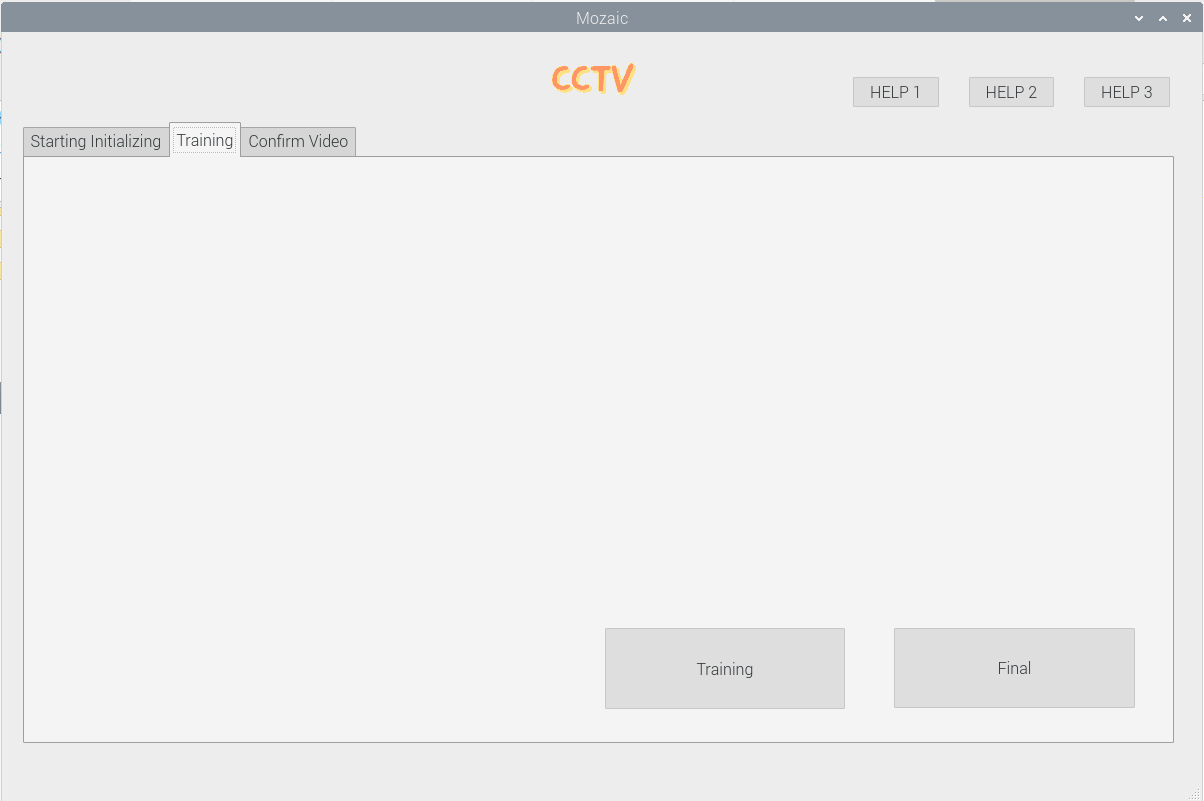 Mozaic
CCTV
HELP 1
HELP 2
HELP 3
Starting Initializing
Training
Confirm Video
Training
Final